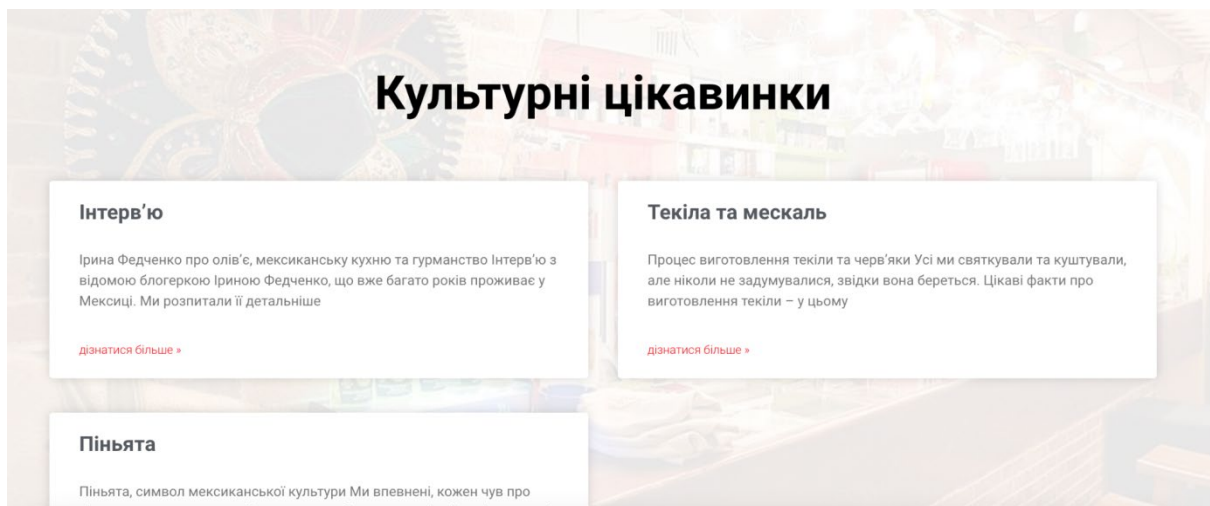 Культурні цікавинки
Інтерв’ю
Ірина Федченко про олів’є, мексиканську кухню та гурманство Інтерв’ю з
відомою блогеркою Іриною Федченко, що вже багато років проживає у
Мексиці. Ми розпитали її детальніше
дізнатися більше »
Текіла та мескаль
Процес виготовлення текіли та черв’яки Усі ми святкували та куштували,
але ніколи не задумувалися, звідки вона береться. Цікаві факти про
виготовлення текіли – у цьому
дізнатися більше »
Піньята
Піньята, символ мексиканської культури Ми впевнені, кожен чув про